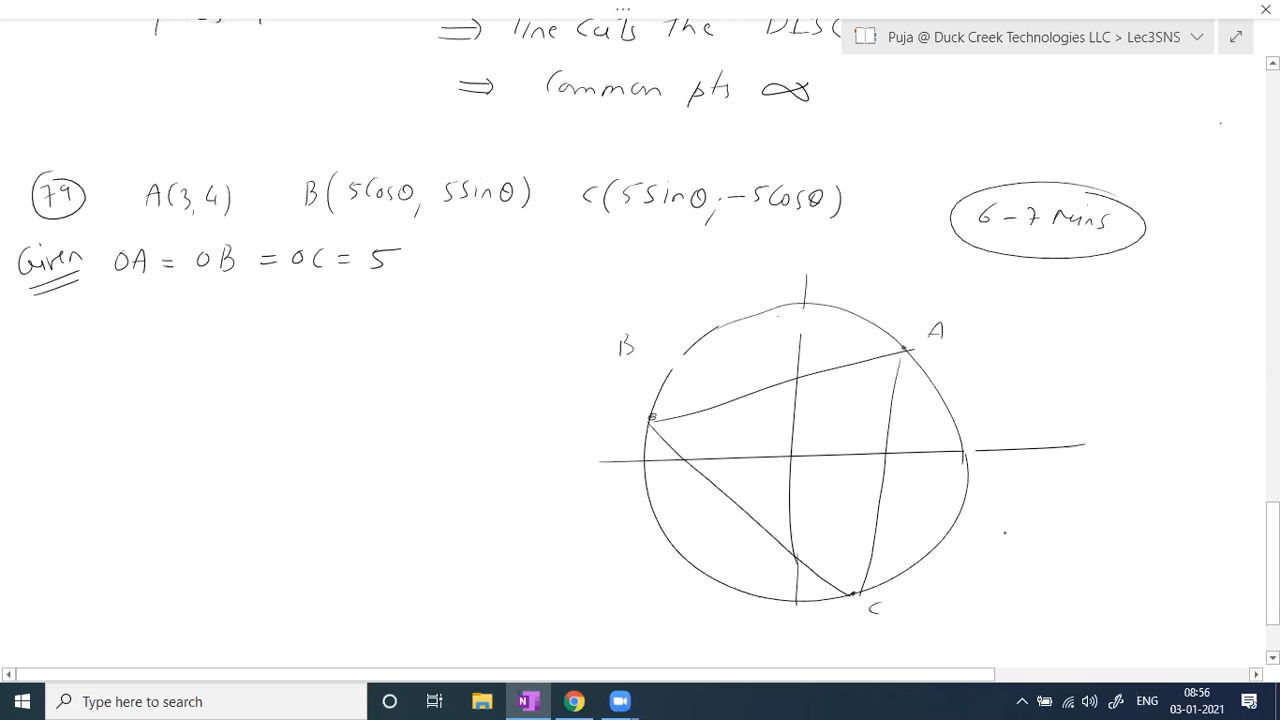 ...
Puja @ Duck Creek Technologies LLC > Lec3SNS
⇒ line cuts the DISC
⇒ Common pts ∞
79 A(3,4) B(5Cosθ, 5Sinθ) C(5Sinθ, -5Cosθ) 6-7 mins
Given OA = OB = OC = 5
A
B
B
C
Type here to search
ENG
08:56
03-01-2021